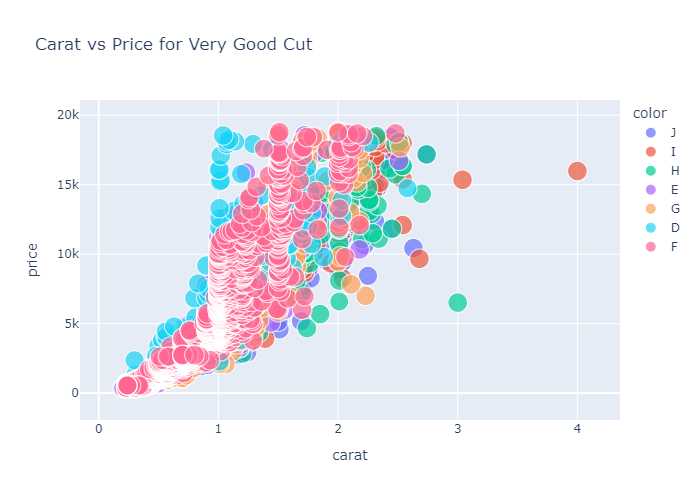 Carat vs Price for Very Good Cut
color
J
I
H
E
G
D
F
20k
15k
10k
5k
0
price
0 1 2 3 4
carat